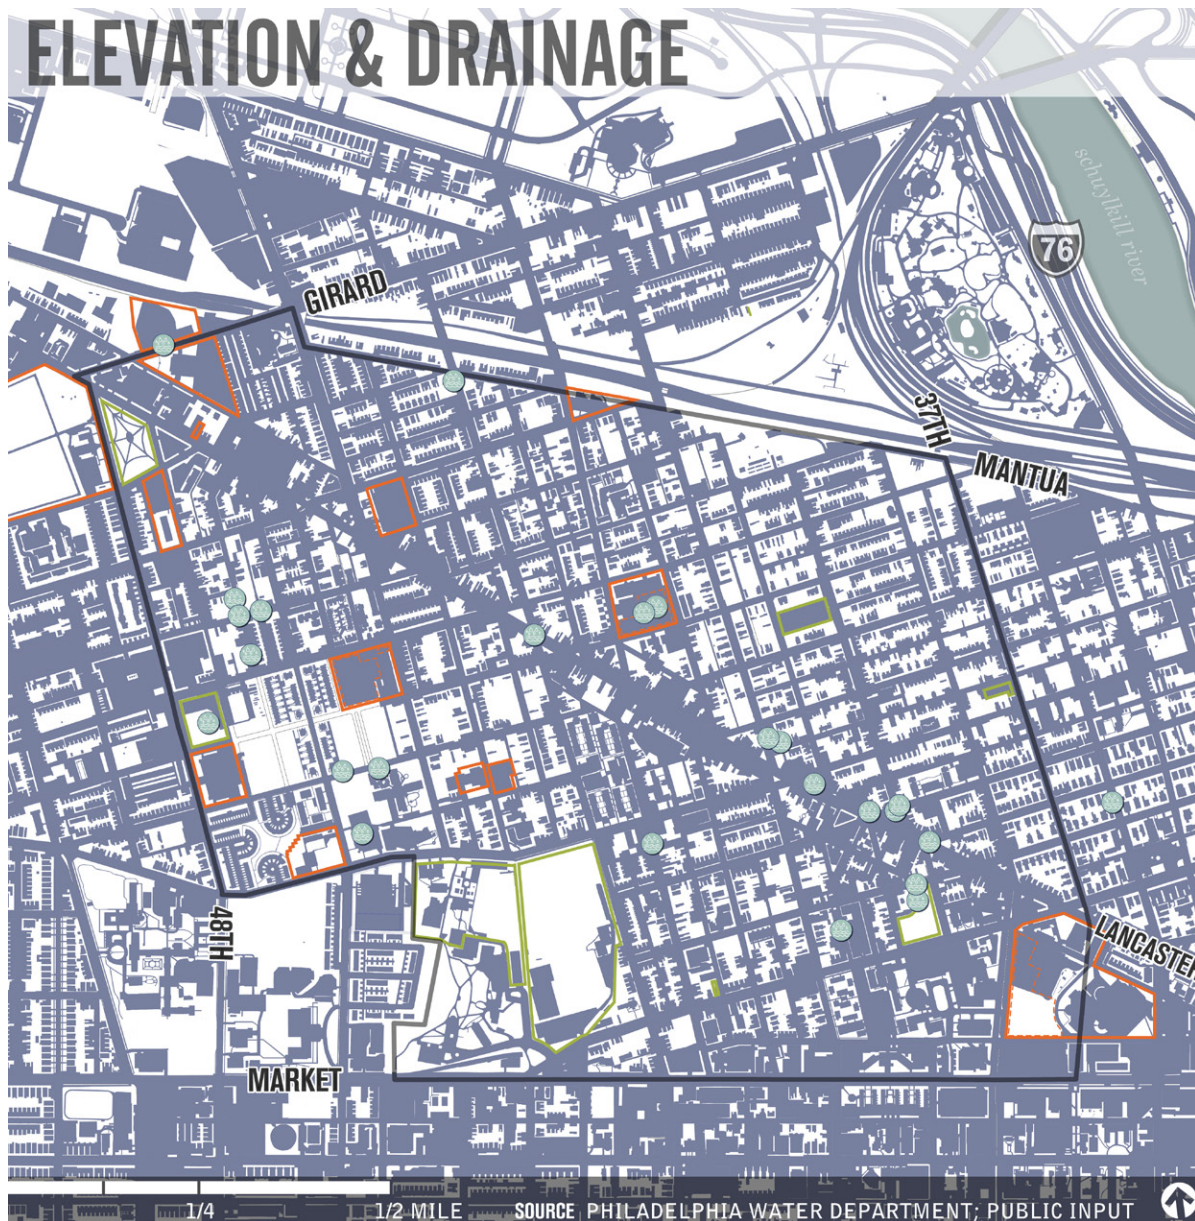 ELEVATION & DRAINAGE
schuylkill river
76
GIRARD
37TH
MANTUA
48TH
LANCASTER
MARKET
1/4
1/2 MILE
SOURCE PHILADELPHIA WATER DEPARTMENT; PUBLIC INPUT